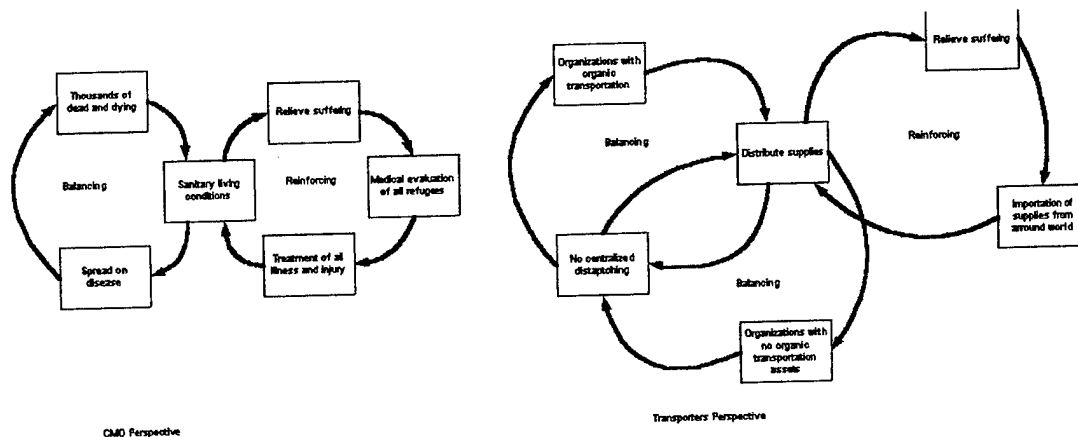 Thousands of
dead and dying
Balancing
Spread on
disease
Sanitary living
conditions
Relieve suffeing
Reinforcing
Medical evaluation
of all refugees
Treatment of all
illness and injury
CMO Perspective
Organizations with
organic
transportation
Balancing
Distribute supplies
Relieve suffeing
Reinforcing
Importation of
supplies from
arround world
No centralized
distaptching
Balancing
Organizations with
no organic
transportation
assets
Transporters Perspective